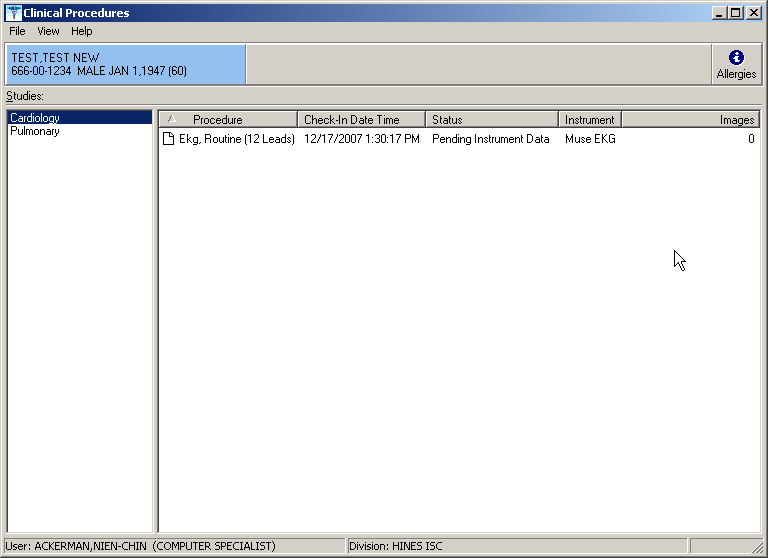 Clinical Procedures
File View Help
TEST,TEST NEW
666-00-1234 MALE JAN 1,1947 (60)
Allergies
Studies:
Cardiology
Pulmonary
Procedure Check-In Date Time Status Instrument Images
Ekg, Routine (12 Leads) 12/17/2007 1:30:17 PM Pending Instrument Data Muse EKG 0
User: ACKERMAN,NIEN-CHIN (COMPUTER SPECIALIST) Division: HINES ISC